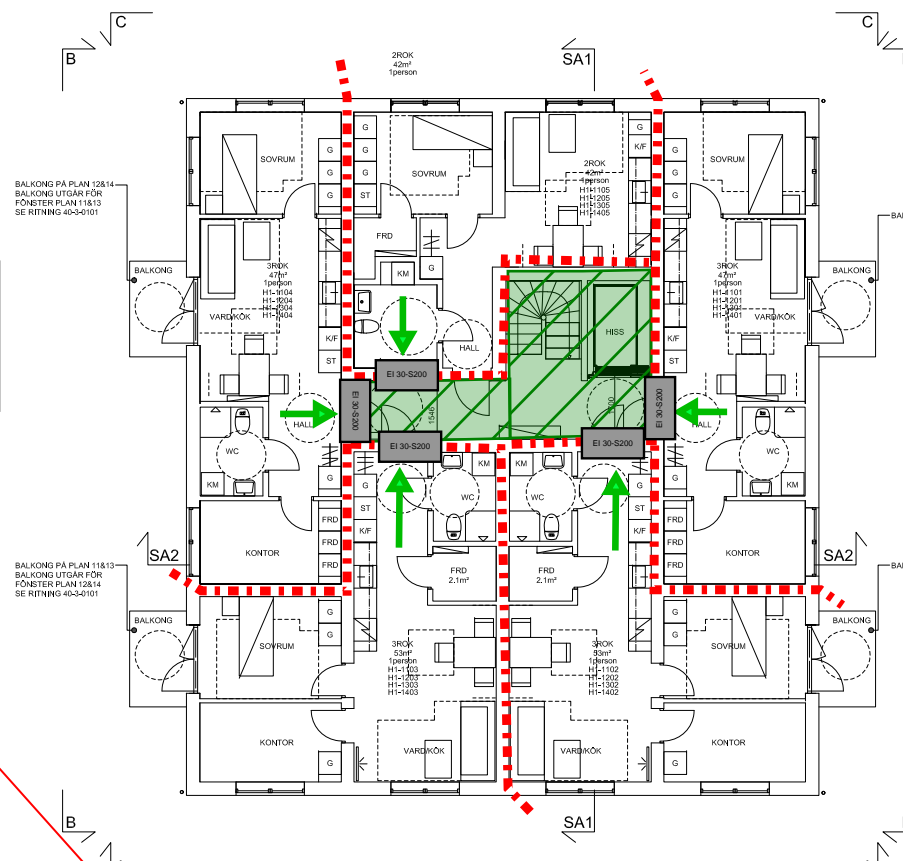 C
C
B
SA1
2ROK
42m²
1person
BALKONG PÅ PLAN 12&14
BALKONG UTGÅR FÖR
FÖNSTER PLAN 11&13
SE RITNING 40-3-0101
SOVRUM
G
G
G
G
G
G
G
ST
SOVRUM
FRD
KM
G
2ROK
42m²
1person
H1-1105
H1-1205
H1-1305
H1-1405
G
K/F
G
G
G
SOVRUM
BAL
BALKONG
3ROK
47m²
1person
H1-1104
H1-1204
H1-1304
H1-1404
VARD/KÖK
K/F
ST
HALL
HISS
3ROK
47m²
1person
H1-1101
H1-1201
H1-1301
H1-1401
VARD/KÖK
K/F
ST
BALKONG
EI 30-S200
EI 30-S200
EI 30-S200
EI 30-S200
EI 30-S200
1546
HALL
HALL
WC
KM
G
KM
WC
KM
WC
G
ST
K/F
G
ST
K/F
G
WC
KM
SA2
KONTOR
FRD
FRD
FRD
FRD
2.1m²
FRD
2.1m²
FRD
FRD
FRD
KONTOR
SA2
BALKONG PÅ PLAN 11&13
BALKONG UTGÅR FÖR
FÖNSTER PLAN 12&14
SE RITNING 40-3-0101
BAL
BALKONG
SOVRUM
G
G
3ROK
53m²
1person
H1-1103
H1-1203
H1-1303
H1-1403
3ROK
53m²
1person
H1-1102
H1-1202
H1-1302
H1-1402
G
G
SOVRUM
BALKONG
KONTOR
G
VARD/KÖK
VARD/KÖK
G
KONTOR
B
SA1